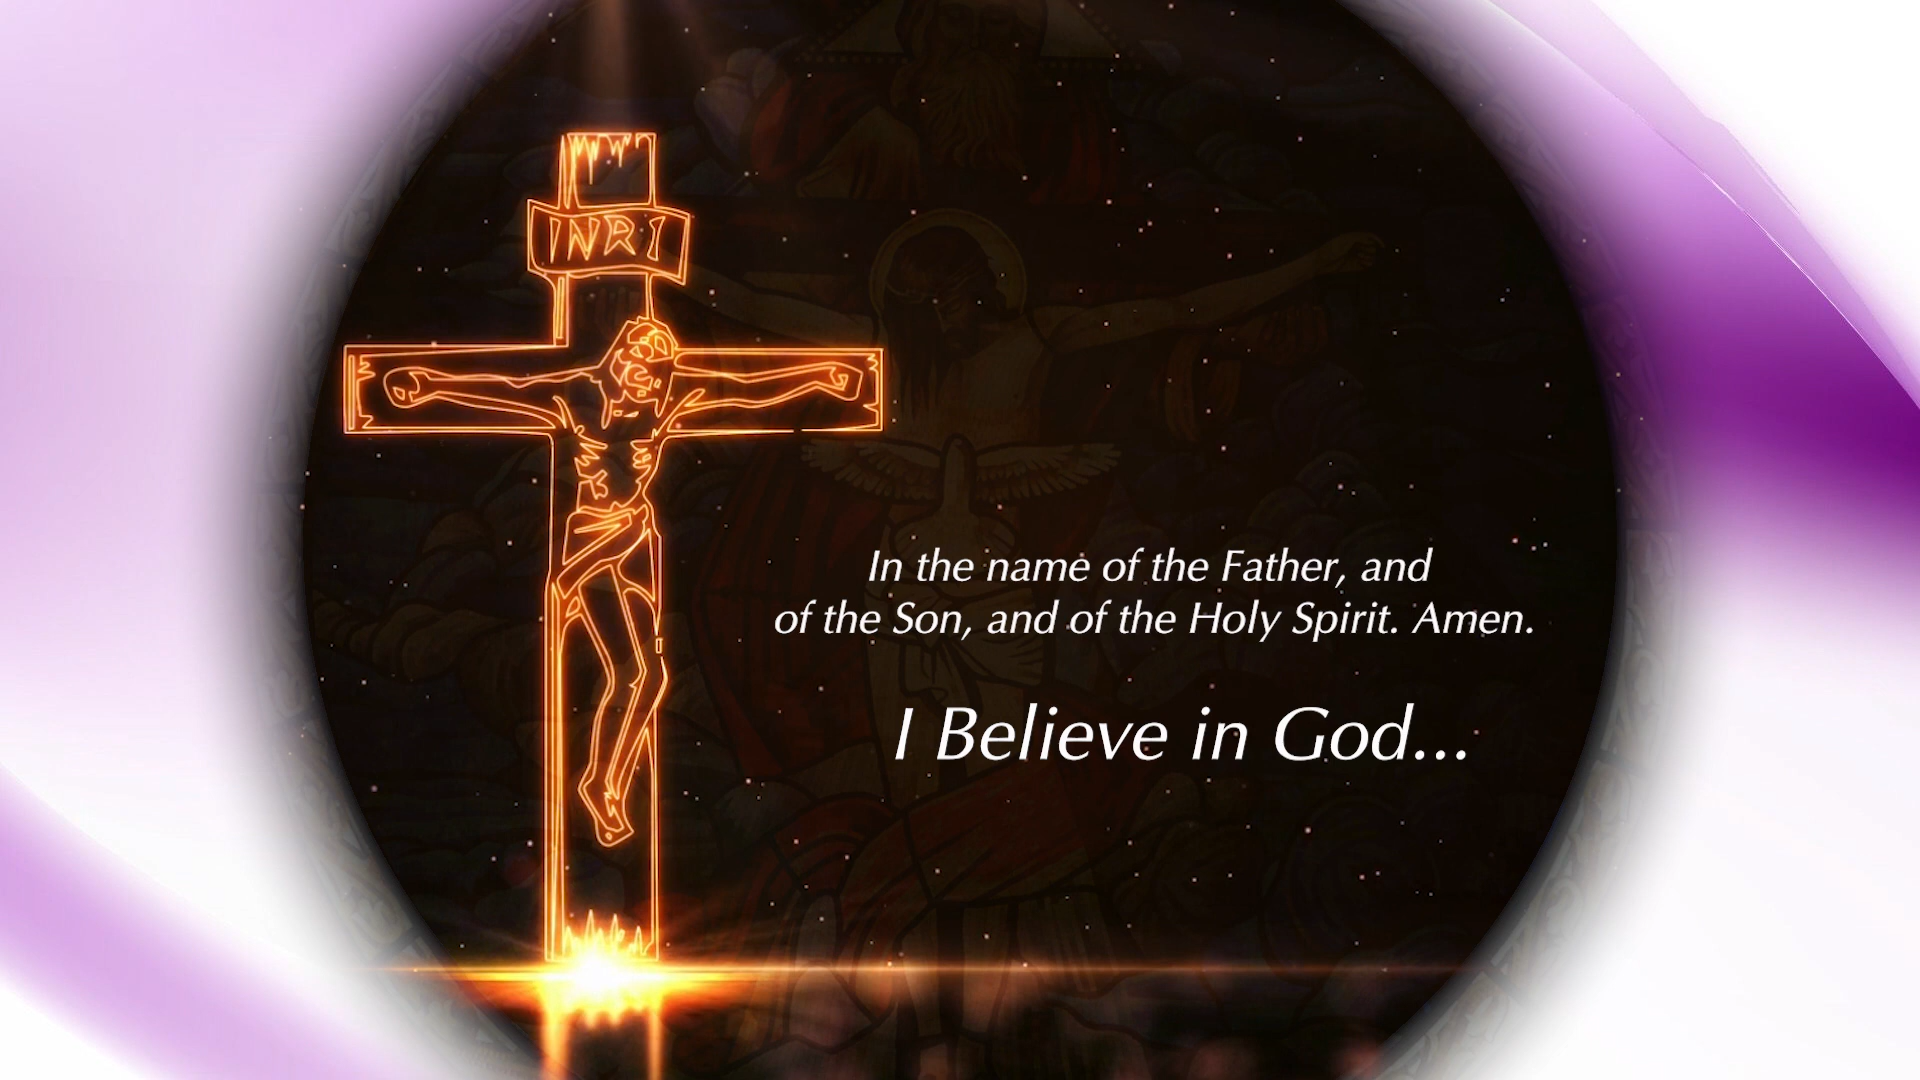 INRI
In the name of the Father, and
of the Son, and of the Holy Spirit. Amen.
I Believe in God...